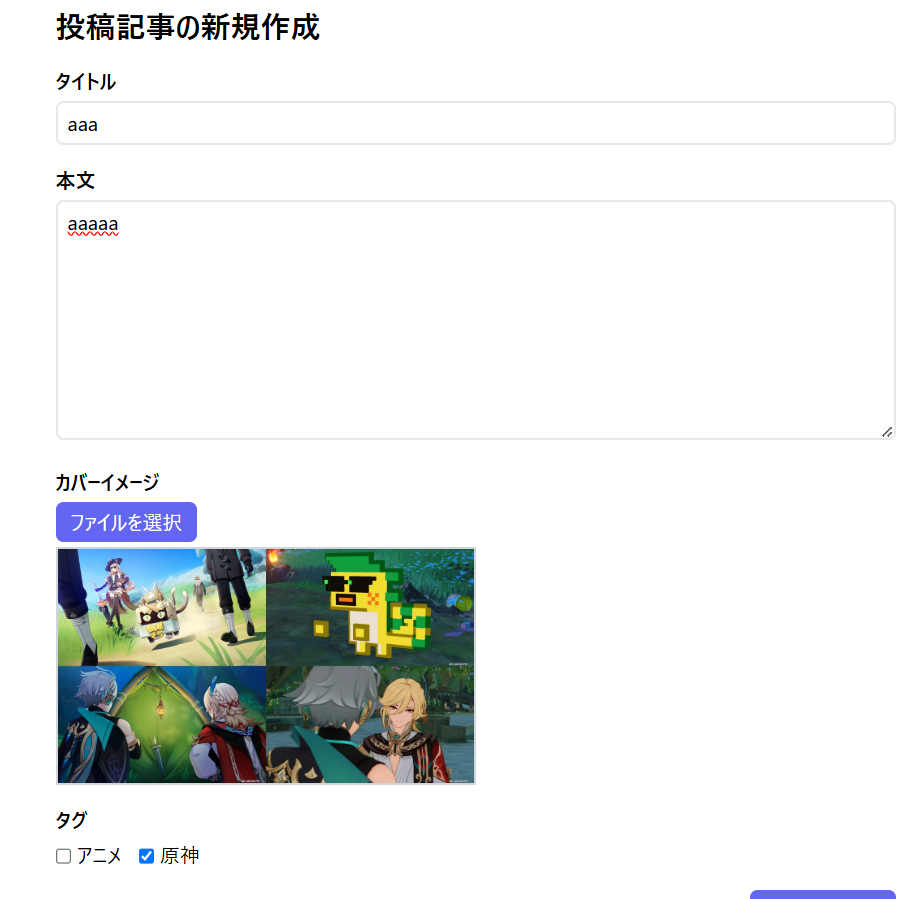 投稿記事の新規作成
タイトル
aaa
本文
aaaaa
カバーイメージ
ファイルを選択
タグ
アニメ 原神